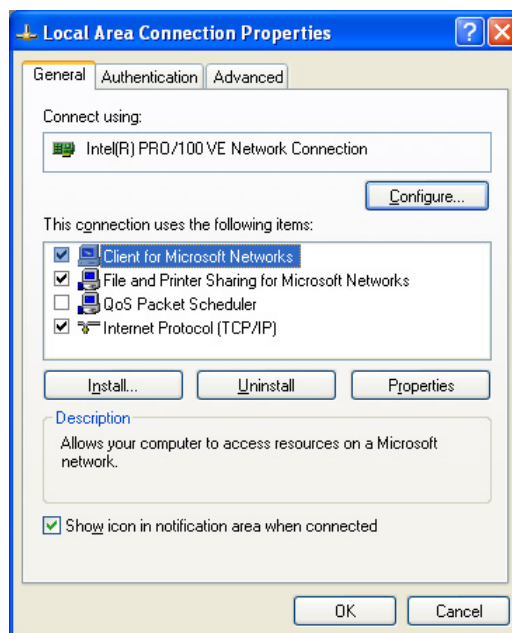 Local Area Connection Properties
General Authentication Advanced
Connect using:
Intel(R) PRO/100 VE Network Connection
Configure...
This connection uses the following items:
Client for Microsoft Networks
File and Printer Sharing for Microsoft Networks
QoS Packet Scheduler
Internet Protocol (TCP/IP)
Install... Uninstall Properties
Description
Allows your computer to access resources on a Microsoft
network.
Show icon in notification area when connected
OK Cancel